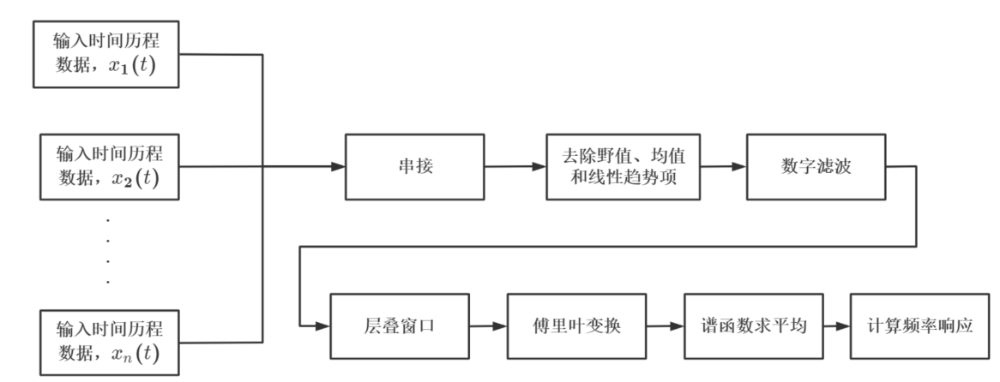 输入时间历程
数据，x₁(t)
输入时间历程
数据，x₂(t)
输入时间历程
数据，xₙ(t)
串接
去除野值、均值
和线性趋势项
数字滤波
层叠窗口
傅里叶变换
谱函数求平均
计算频率响应